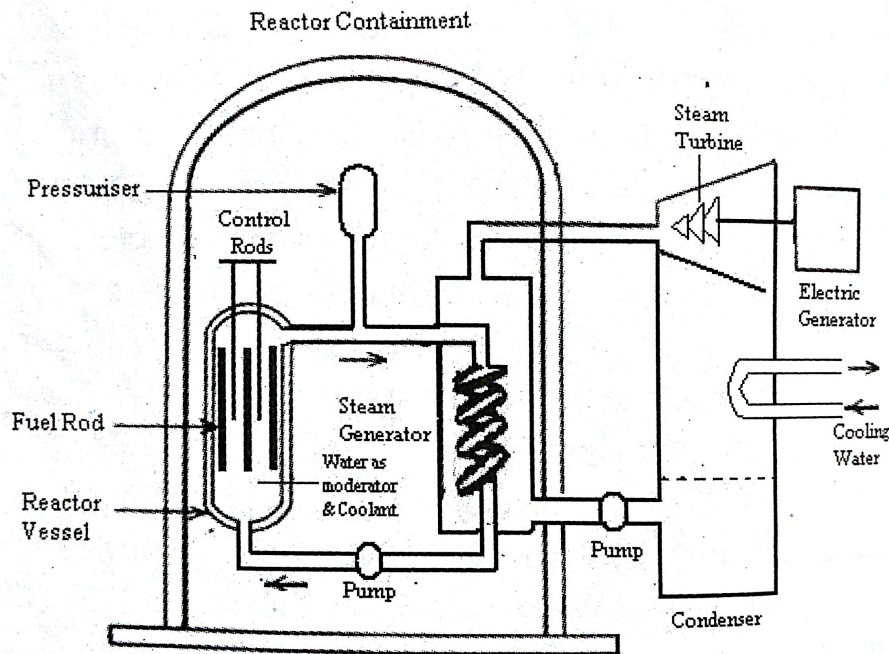 Reactor Containment
Steam
Turbine
Pressuriser
Control
Rods
Electric
Generator
Fuel Rod
Steam
Generator
Water as
moderator
& Coolant
Cooling
Water
Reactor
Vessel
Pump
Pump
Condenser